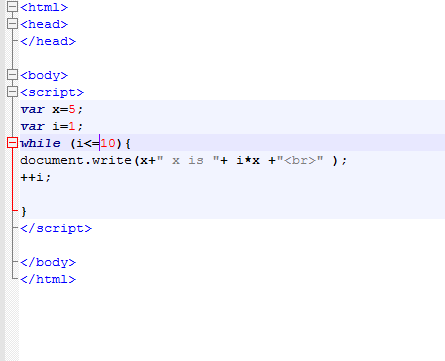 <html>
<head>
</head>
<body>
<script>
var x=5;
var i=1;
while (i<=10){
document.write(x+" x is "+ i*x +"<br>" );
++i;
}
</script>
</body>
</html>